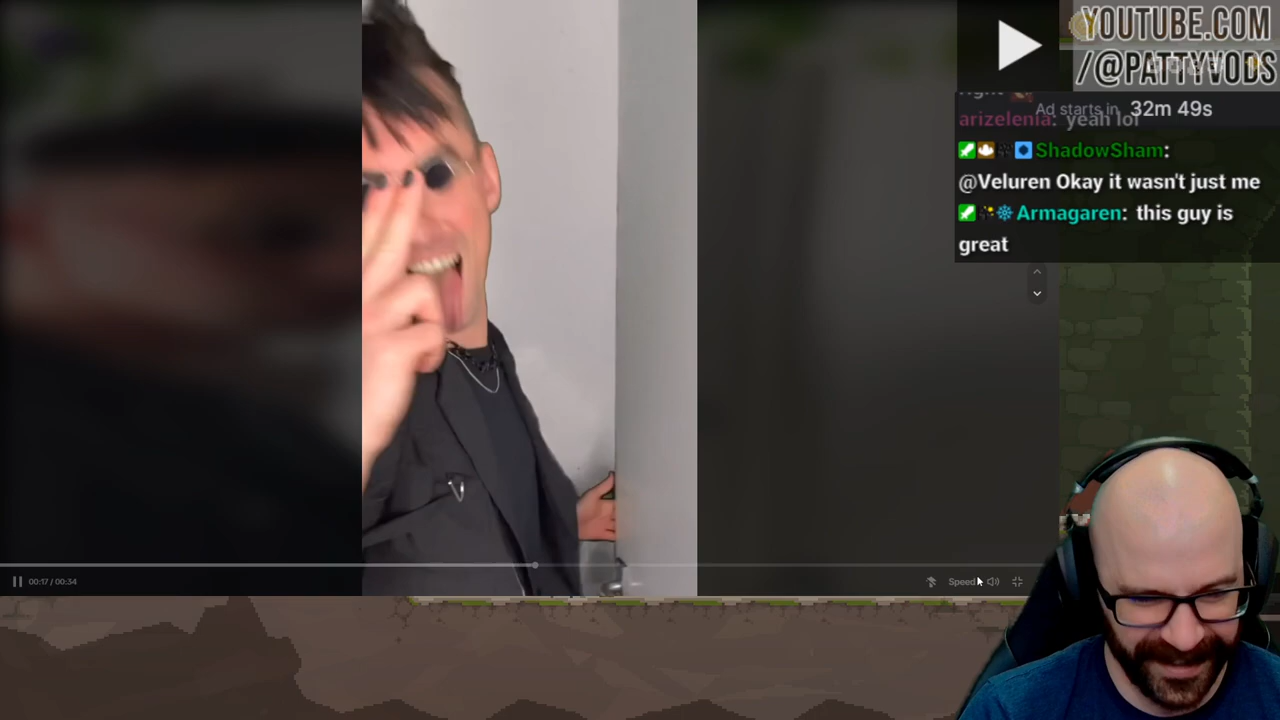 YOUTUBE.COM
/@PATTYVODS
Ad starts in 32m 49s
arizelenia: yeah lol
ShadowSham:
@Veluren Okay it wasn't just me
Armagaren: this guy is
great
00:17 / 00:34
Speed